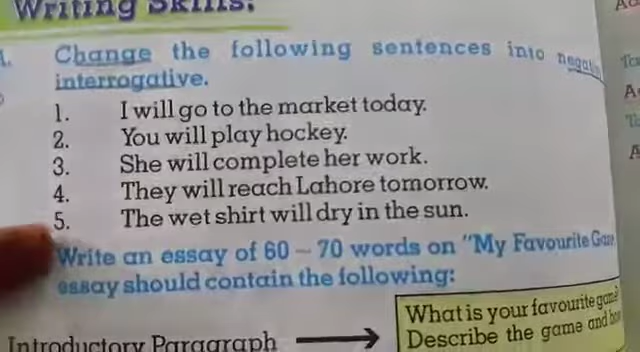 Writing Skills:
1. Change the following sentences into
interrogative.
1. I will go to the market today.
2. You will play hockey.
3. She will complete her work.
4. They will reach Lahore tomorrow.
5. The wet shirt will dry in the sun.
Write an essay of 60 – 70 words on "My Favourite
essay should contain the following:
What is your favourite game?
Introductory Paragraph
Describe the game and